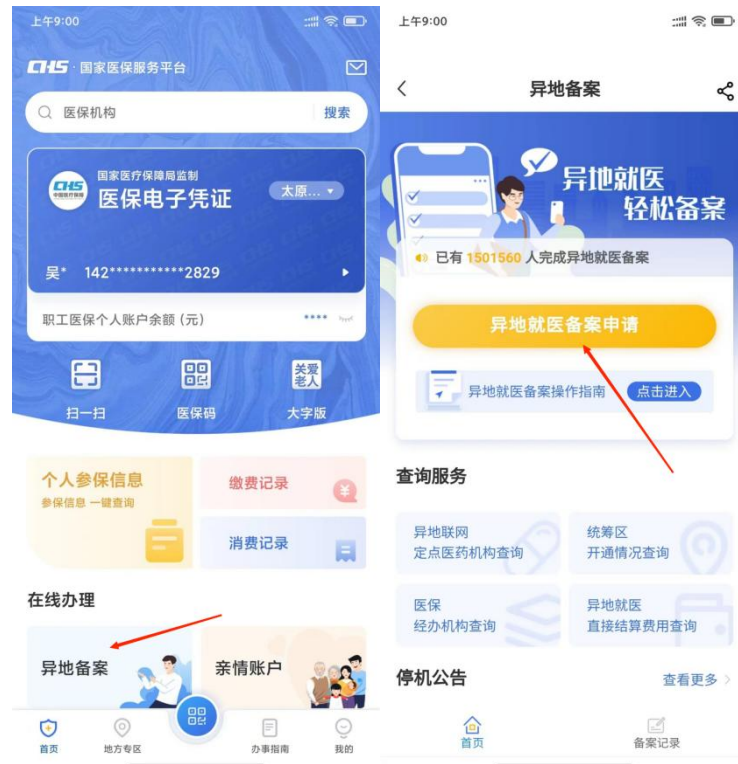 上午9:00
CHS · 国家医保服务平台
医保机构
搜索
CHS
中国医疗保障
国家医疗保障局监制
医保电子凭证
太原...
吴* 142***********2829
职工医保个人账户余额 (元)
****
扫一扫
医保码
关爱
老人
大字版
个人参保信息
参保信息 一键查询
缴费记录
消费记录
在线办理
异地备案
亲情账户
首页
地方专区
办事指南
我的
上午9:00
异地备案
异地就医
轻松备案
已有 1501560 人完成异地就医备案
异地就医备案申请
异地就医备案操作指南
点击进入
查询服务
异地联网
定点医药机构查询
统筹区
开通情况查询
医保
经办机构查询
异地就医
直接结算费用查询
停机公告
查看更多
首页
备案记录